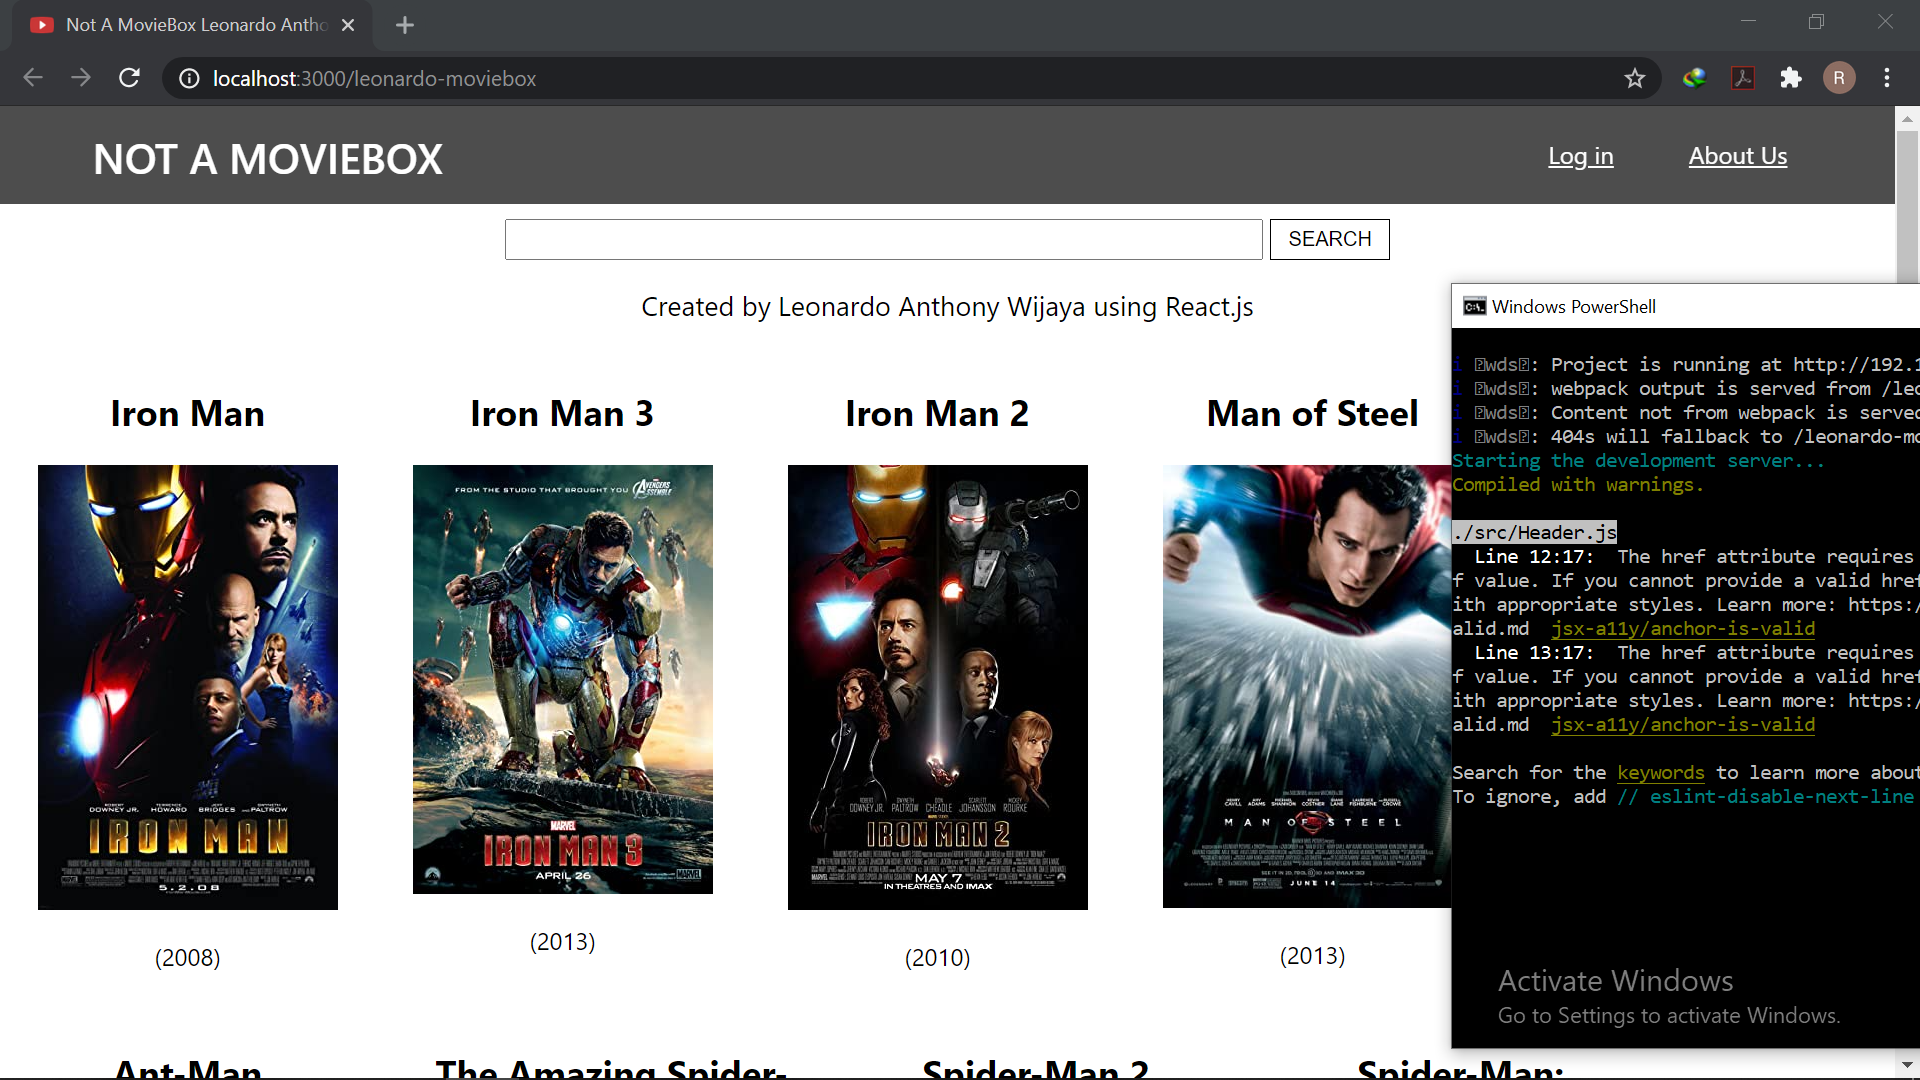 Not A MovieBox Leonardo Antho
localhost:3000/leonardo-moviebox
R
NOT A MOVIEBOX
Log in
About Us
SEARCH
Created by Leonardo Anthony Wijaya using React.js
Iron Man
Iron Man 3
Iron Man 2
Man of Steel
ROBERT DOWNEY JR. TERRENCE HOWARD JEFF BRIDGES AND GWYNETH PALTROW
IRON MAN
5.2.08
FROM THE STUDIO THAT BROUGHT YOU AVENGERS ASSEMBLE
MARVEL
IRON MAN 3
APRIL 26
MARVEL
ROBERT DOWNEY JR. GWYNETH PALTROW DON CHEADLE SCARLETT JOHANSSON MICKEY ROURKE
IRON MAN 2
MAY 7
IN THEATRES AND IMAX
MAN OF STEEL
JUNE 14
(2008)
(2013)
(2010)
(2013)
Ant-Man
The Amazing Spider-
Spider-Man 2
Spider-Man:
Windows PowerShell
i wds: Project is running at http://192.1
i wds: webpack output is served from /leo
i wds: Content not from webpack is served
i wds: 404s will fallback to /leonardo-mo
Starting the development server...
Compiled with warnings.
./src/Header.js
Line 12:17: The href attribute requires
f value. If you cannot provide a valid href
ith appropriate styles. Learn more: https:/
alid.md jsx-a11y/anchor-is-valid
Line 13:17: The href attribute requires
f value. If you cannot provide a valid href
ith appropriate styles. Learn more: https:/
alid.md jsx-a11y/anchor-is-valid
Search for the keywords to learn more about
To ignore, add // eslint-disable-next-line
Activate Windows
Go to Settings to activate Windows.